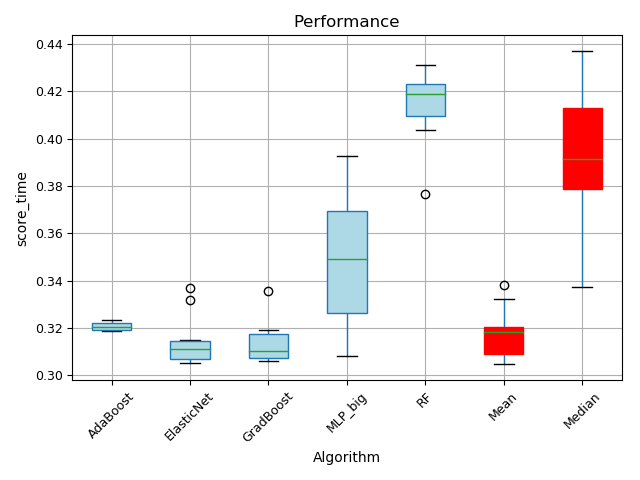 Performance
0.44
0.42
0.40
0.38
0.36
0.34
0.32
0.30
score_time
AdaBoost
ElasticNet
GradBoost
MLP_big
RF
Mean
Median
Algorithm